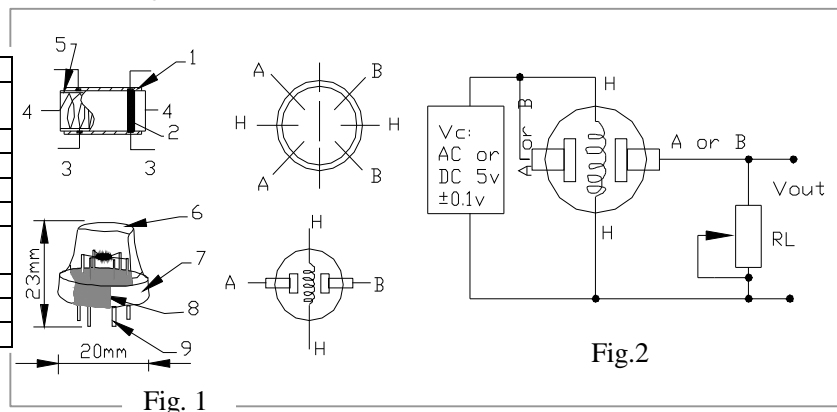 5
1
A
B
4
4
H
H
2
A
B
3
3
6
23mm
7
8
9
20mm
H
A
B
H
Fig. 1
H
Vc:
AC or
DC 5v
±0.1v
A or B
A or B
Vout
RL
H
Fig.2